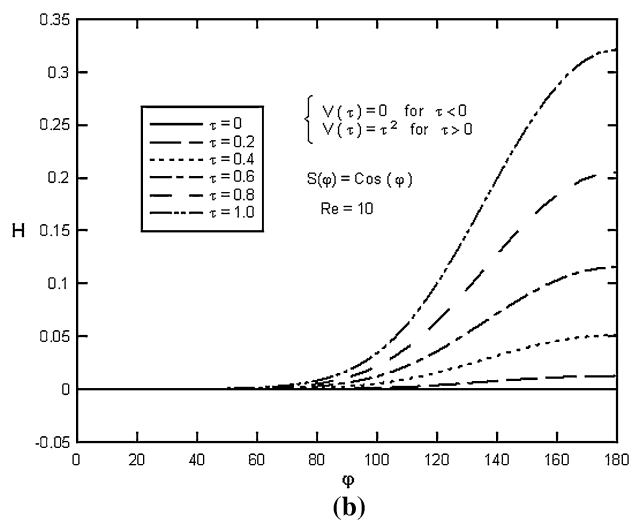 0.35
0.3
0.25
0.2
0.15
0.1
0.05
0
-0.05
H
τ = 0
τ = 0.2
τ = 0.4
τ = 0.6
τ = 0.8
τ = 1.0
V(τ) = 0 for τ < 0
V(τ) = τ² for τ > 0
S(φ) = Cos (φ)
Re = 10
0 20 40 60 80 100 120 140 160 180
φ
(b)